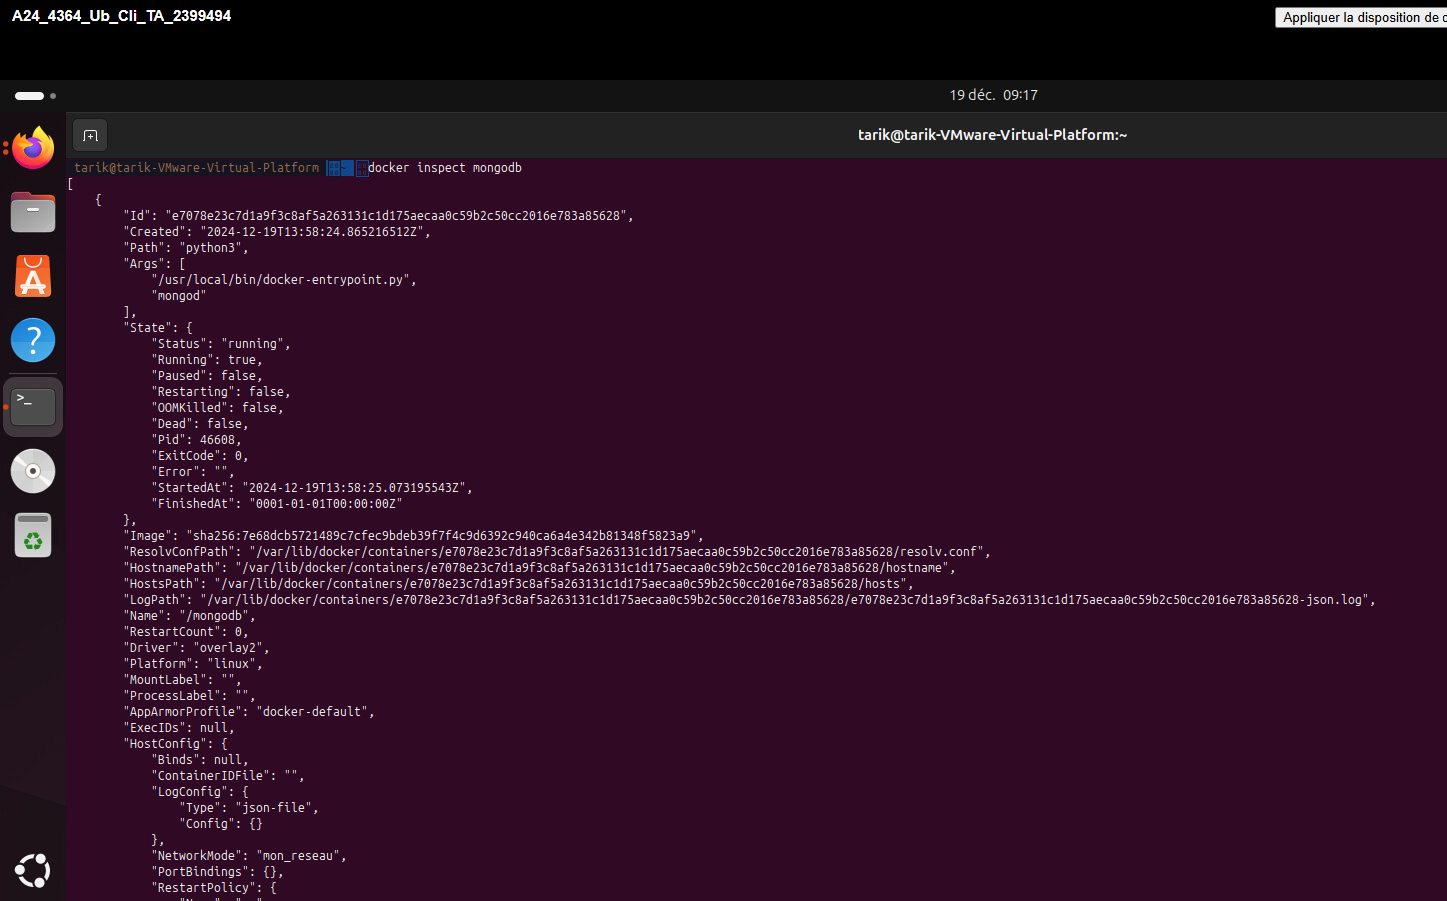 A24_4364_Ub_Cli_TA_2399494
Appliquer la disposition de
19 déc. 09:17
tarik@tarik-VMware-Virtual-Platform:~
tarik@tarik-VMware-Virtual-Platform ~ docker inspect mongodb
[
{
"Id": "e7078e23c7d1a9f3c8af5a263131c1d175aecaa0c59b2c50cc2016e783a85628",
"Created": "2024-12-19T13:58:24.865216512Z",
"Path": "python3",
"Args": [
"/usr/local/bin/docker-entrypoint.py",
"mongod"
],
"State": {
"Status": "running",
"Running": true,
"Paused": false,
"Restarting": false,
"OOMKilled": false,
"Dead": false,
"Pid": 46608,
"ExitCode": 0,
"Error": "",
"StartedAt": "2024-12-19T13:58:25.073195543Z",
"FinishedAt": "0001-01-01T00:00:00Z"
},
"Image": "sha256:7e68dcb5721489c7cfec9bdeb39f7f4c9d6392c940ca6a4e342b81348f5823a9",
"ResolvConfPath": "/var/lib/docker/containers/e7078e23c7d1a9f3c8af5a263131c1d175aecaa0c59b2c50cc2016e783a85628/resolv.conf",
"HostnamePath": "/var/lib/docker/containers/e7078e23c7d1a9f3c8af5a263131c1d175aecaa0c59b2c50cc2016e783a85628/hostname",
"HostsPath": "/var/lib/docker/containers/e7078e23c7d1a9f3c8af5a263131c1d175aecaa0c59b2c50cc2016e783a85628/hosts",
"LogPath": "/var/lib/docker/containers/e7078e23c7d1a9f3c8af5a263131c1d175aecaa0c59b2c50cc2016e783a85628/e7078e23c7d1a9f3c8af5a263131c1d175aecaa0c59b2c50cc2016e783a85628-json.log",
"Name": "/mongodb",
"RestartCount": 0,
"Driver": "overlay2",
"Platform": "linux",
"MountLabel": "",
"ProcessLabel": "",
"AppArmorProfile": "docker-default",
"ExecIDs": null,
"HostConfig": {
"Binds": null,
"ContainerIDFile": "",
"LogConfig": {
"Type": "json-file",
"Config": {}
},
"NetworkMode": "mon_reseau",
"PortBindings": {},
"RestartPolicy": {